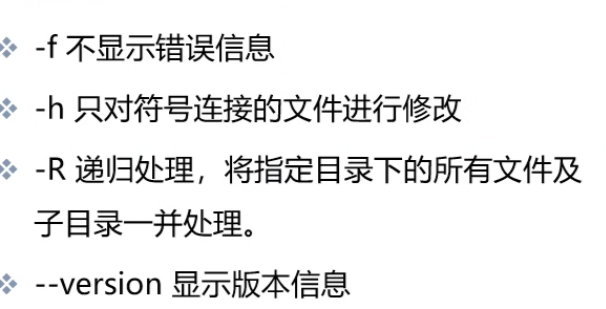 -f 不显示错误信息
-h 只对符号连接的文件进行修改
-R 递归处理，将指定目录下的所有文件及
子目录一并处理。
--version 显示版本信息